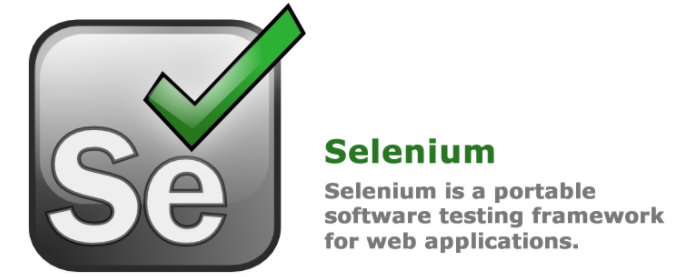 Se
Selenium
Selenium is a portable
software testing framework
for web applications.